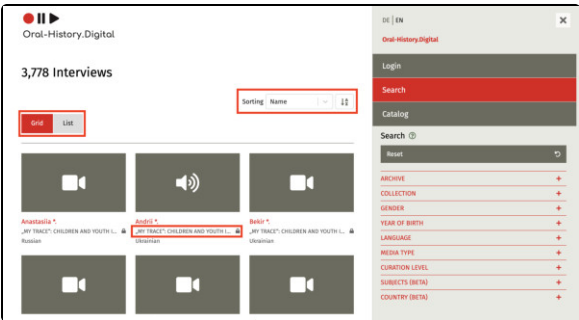 Oral-History.Digital
3,778 Interviews
Sorting Name
Grid List
Anastasiia *.
„MY TRACE": CHILDREN AND YOUTH I...
Russian
Andrii *.
„MY TRACE": CHILDREN AND YOUTH I...
Ukrainian
Bekir *.
„MY TRACE": CHILDREN AND YOUTH I...
Ukrainian
DE | EN
Oral-History.Digital
Login
Search
Catalog
Search
Reset
ARCHIVE
COLLECTION
GENDER
YEAR OF BIRTH
LANGUAGE
MEDIA TYPE
CURATION LEVEL
SUBJECTS (BETA)
COUNTRY (BETA)